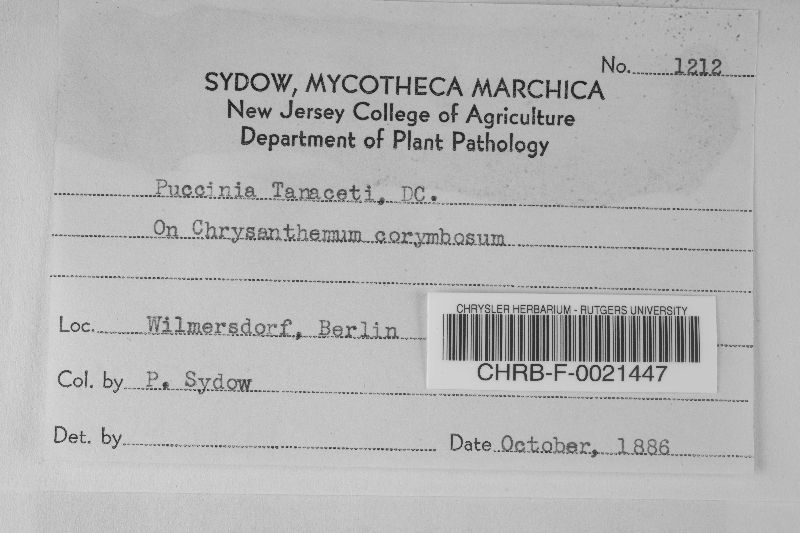 No. 1212
SYDOW, MYCOTHECA MARCHICA
New Jersey College of Agriculture
Department of Plant Pathology
Puccinia Tanaceti, DC.
On Chrysanthemum corymbosum
Loc. Wilmersdorf, Berlin
CHRYSLER HERBARIUM - RUTGERS UNIVERSITY
CHRB-F-0021447
Col. by P. Sydow
Det. by
Date October, 1886